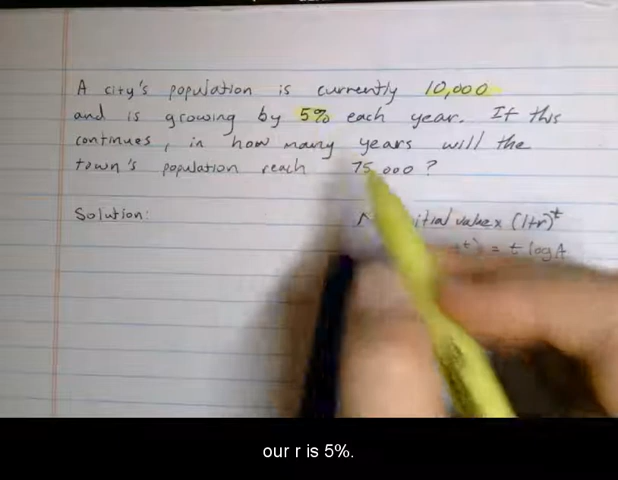 A city's population is currently 10,000
and is growing by 5% each year. If this
continues, in how many years will the
town's population reach 75,000 ?
Solution: value x (1+r)^t
= t log A
our r is 5%.